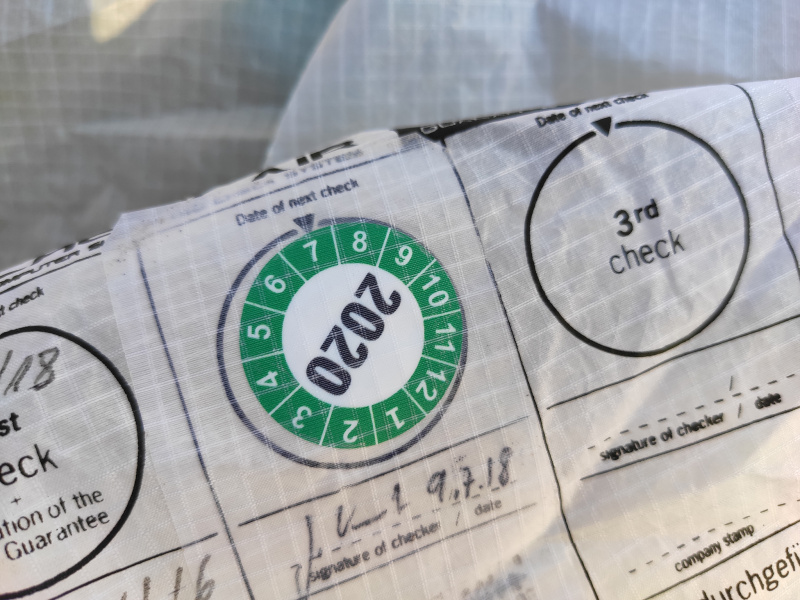 Date of next check
7 8 9 10 11 12 1 2 3 4 5 6
2020
9.7.18
signature of checker / date
Date of next check
3rd
check
signature of checker / date
company stamp
t check
/18
st
eck
+
ition of the
Guarantee